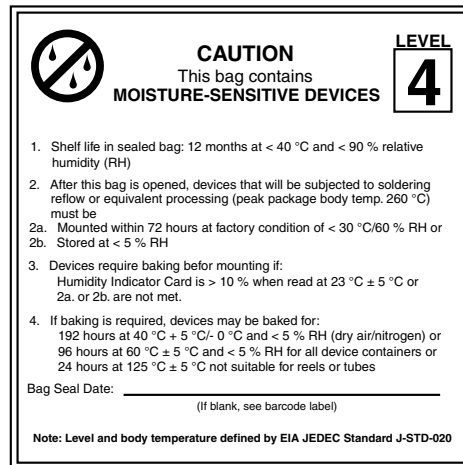 LEVEL
4
CAUTION
This bag contains
MOISTURE-SENSITIVE DEVICES
1. Shelf life in sealed bag: 12 months at < 40 °C and < 90 % relative
humidity (RH)
2. After this bag is opened, devices that will be subjected to soldering
reflow or equivalent processing (peak package body temp. 260 °C)
must be
2a. Mounted within 72 hours at factory condition of < 30 °C/60 % RH or
2b. Stored at < 5 % RH
3. Devices require baking befor mounting if:
Humidity Indicator Card is > 10 % when read at 23 °C ± 5 °C or
2a. or 2b. are not met.
4. If baking is required, devices may be baked for:
192 hours at 40 °C + 5 °C/- 0 °C and < 5 % RH (dry air/nitrogen) or
96 hours at 60 °C ± 5 °C and < 5 % RH for all device containers or
24 hours at 125 °C ± 5 °C not suitable for reels or tubes
Bag Seal Date:
(If blank, see barcode label)
Note: Level and body temperature defined by EIA JEDEC Standard J-STD-020